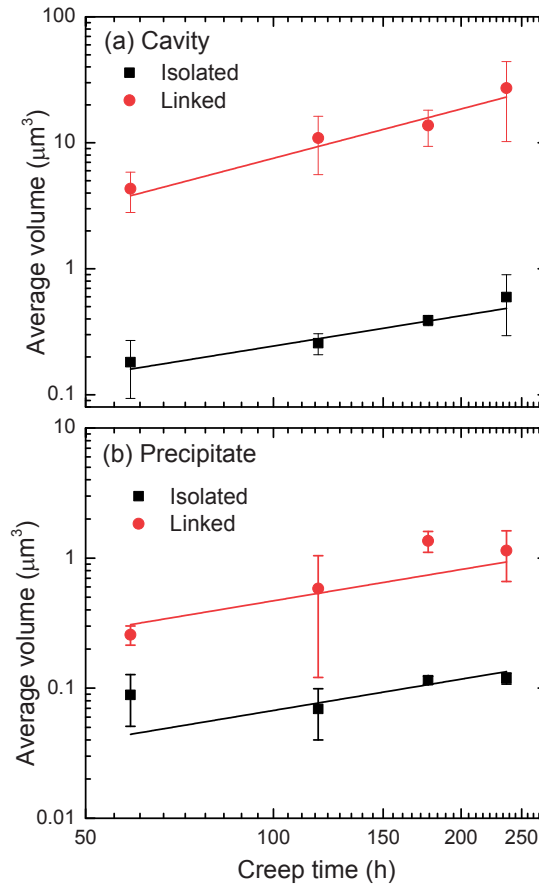 (a) Cavity
Isolated
Linked
100
10
1
0.1
Average volume (μm³)
(b) Precipitate
Isolated
Linked
10
1
0.1
0.01
Average volume (μm³)
50
100
150
200
250
Creep time (h)